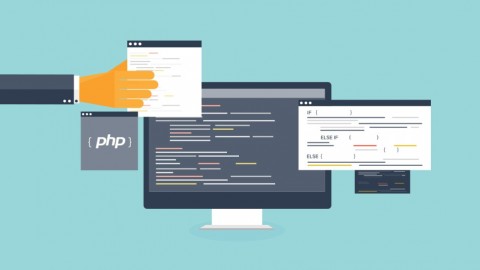 { php }
IF { }
ELSE IF { }
{ }
ELSE { }